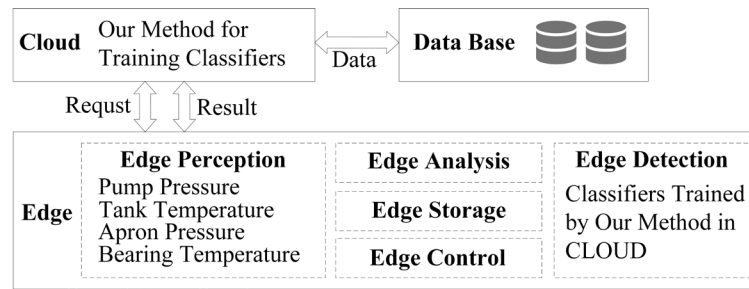 Cloud
Our Method for
Training Classifiers
Data
Data Base
Requst
Result
Edge
Edge Perception
Pump Pressure
Tank Temperature
Apron Pressure
Bearing Temperature
Edge Analysis
Edge Storage
Edge Control
Edge Detection
Classifiers Trained
by Our Method in
CLOUD